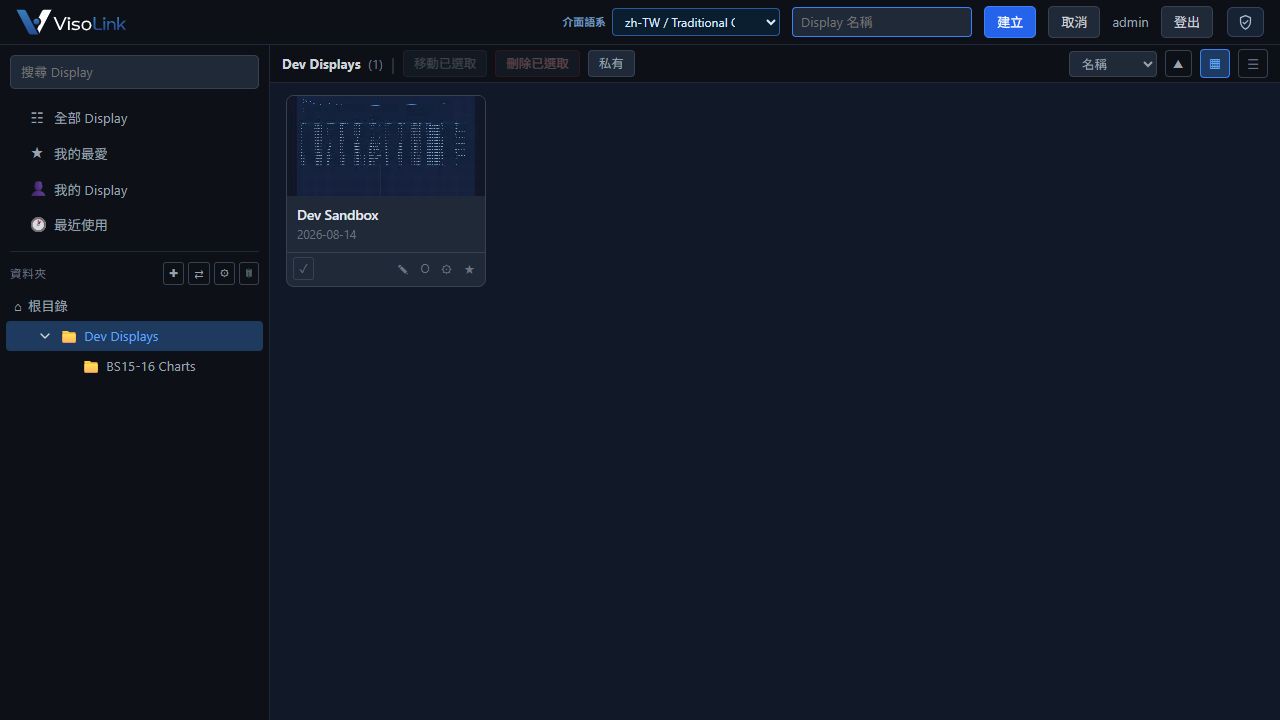 VisoLink
介面語系
zh-TW / Traditional C
Display 名稱
建立
取消
admin
登出
搜尋 Display
全部 Display
我的最愛
我的 Display
最近使用
資料夾
根目錄
Dev Displays
BS15-16 Charts
Dev Displays (1)
移動已選取
刪除已選取
私有
名稱
Dev Sandbox
2026-08-14